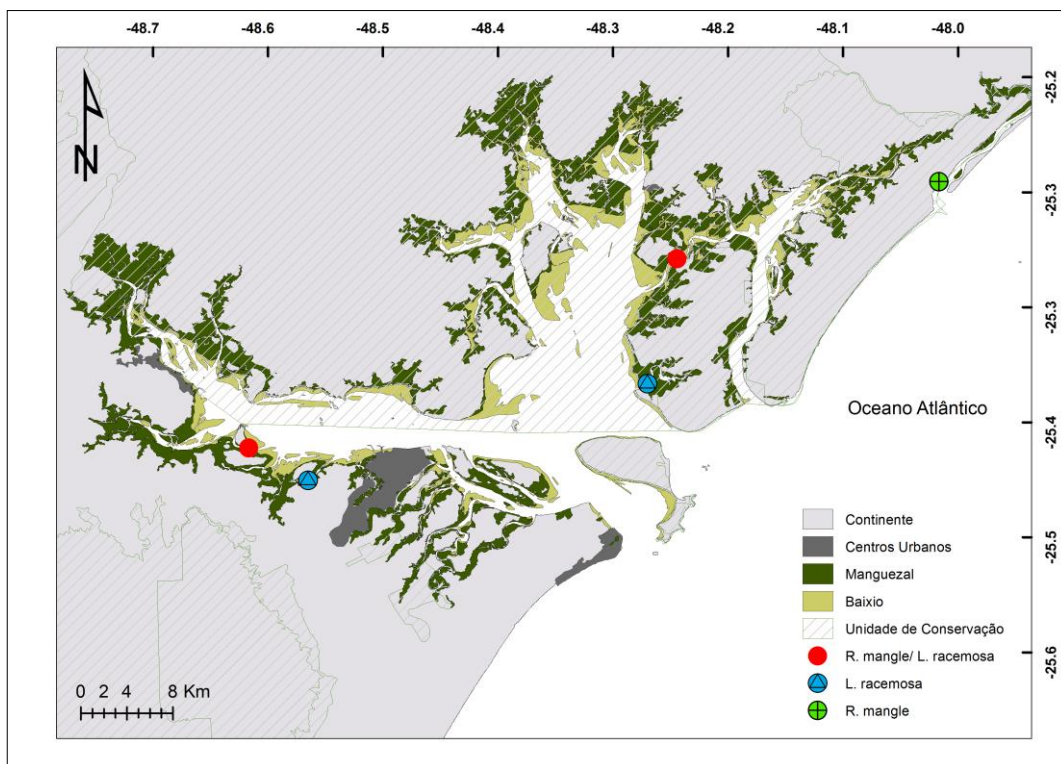 -48.7 -48.6 -48.5 -48.4 -48.3 -48.2 -48.1 -48.0
-25.2
-25.3
-25.3
-25.4
-25.5
-25.6
N
Oceano Atlântico
Continente
Centros Urbanos
Manguezal
Baixio
Unidade de Conservação
R. mangle/ L. racemosa
L. racemosa
R. mangle
0 2 4 8 Km